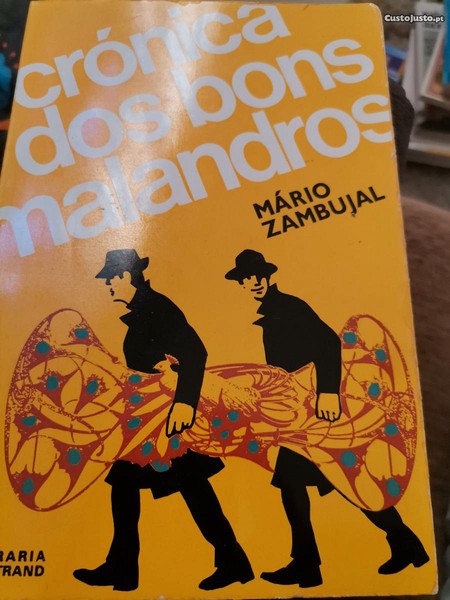 CustoJusto.pt
crónica
dos bons
malandros
MÁRIO
ZAMBUJAL
RARIA
TRAND